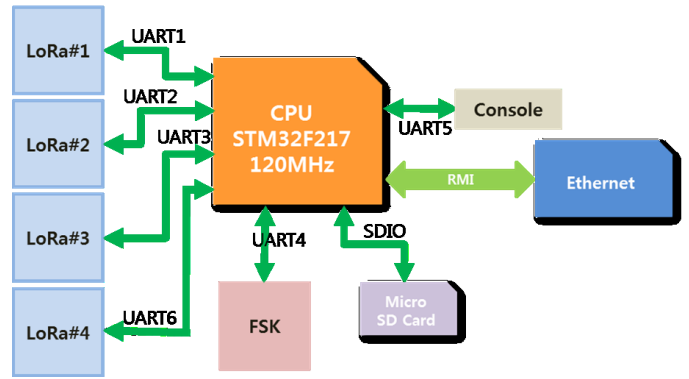 LoRa#1
UART1
UART2
LoRa#2
UART3
CPU
STM32F217
120MHz
UART5
Console
RMI
Ethernet
LoRa#3
UART4
SDIO
UART6
LoRa#4
FSK
Micro
SD Card